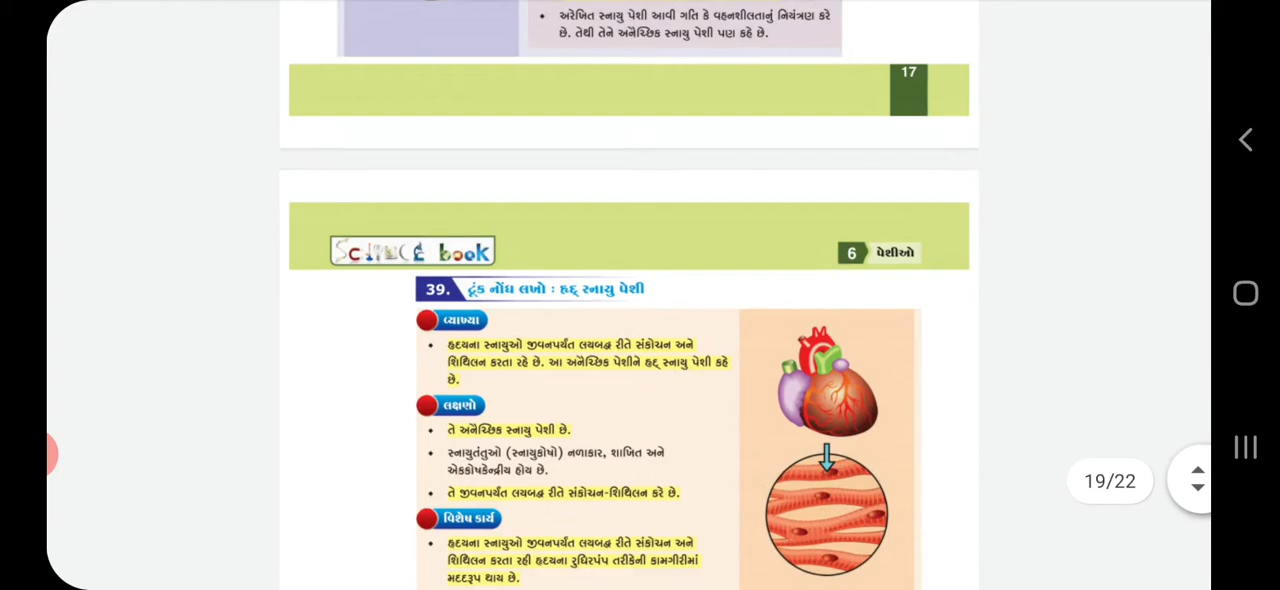 • અરેખિત સ્નાયુ પેશી આવી ગતિ કે વહનશીલતાનું નિયંત્રણ કરે
છે. તેથી તેને અનૈચ્છિક સ્નાયુ પેશી પણ કહે છે.
17
SCIENCE book
6 પેશીઓ
39. ટૂંક નોંધ લખો : હૃદ્ સ્નાયુ પેશી
વ્યાખ્યા
• હૃદયના સ્નાયુઓ જીવનપર્યંત લયબદ્ધ રીતે સંકોચન અને
શિથિલન કરતા રહે છે. આ અનૈચ્છિક પેશીને હૃદ્ સ્નાયુ પેશી કહે
છે.
લક્ષણો
• તે અનૈચ્છિક સ્નાયુ પેશી છે.
• સ્નાયુતંતુઓ (સ્નાયુકોષો) નળાકાર, શાખિત અને
એકકોષકેન્દ્રીય હોય છે.
• તે જીવનપર્યંત લયબદ્ધ રીતે સંકોચન-શિથિલન કરે છે.
વિશેષ કાર્ય
• હૃદયના સ્નાયુઓ જીવનપર્યંત લયબદ્ધ રીતે સંકોચન અને
શિથિલન કરતા રહી હૃદયના રુધિરપંપ તરીકેની કામગીરીમાં
મદદરૂપ થાય છે.
19/22